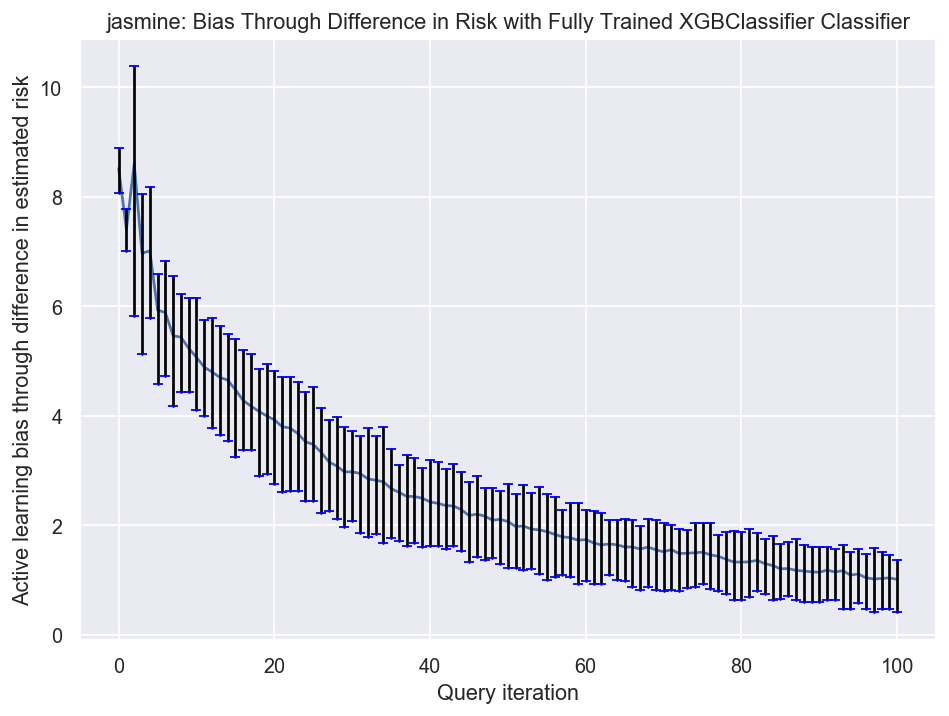 jasmine: Bias Through Difference in Risk with Fully Trained XGBClassifier Classifier
Active learning bias through difference in estimated risk
10
8
6
4
2
0
0 20 40 60 80 100
Query iteration